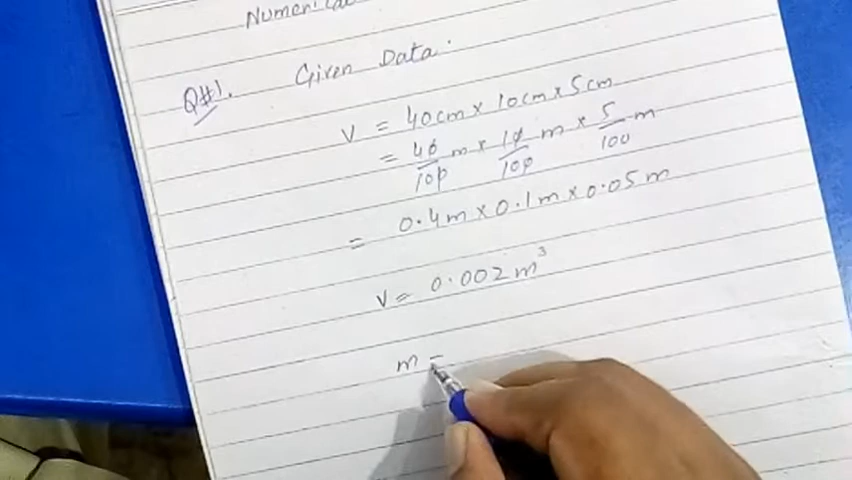 Numerical
Q#1. Given Data.
V = 40cm × 10cm × 5cm
= 40/100 m × 10/100 m × 5/100 m
= 0.4m × 0.1m × 0.05m
V = 0.002 m³
m =